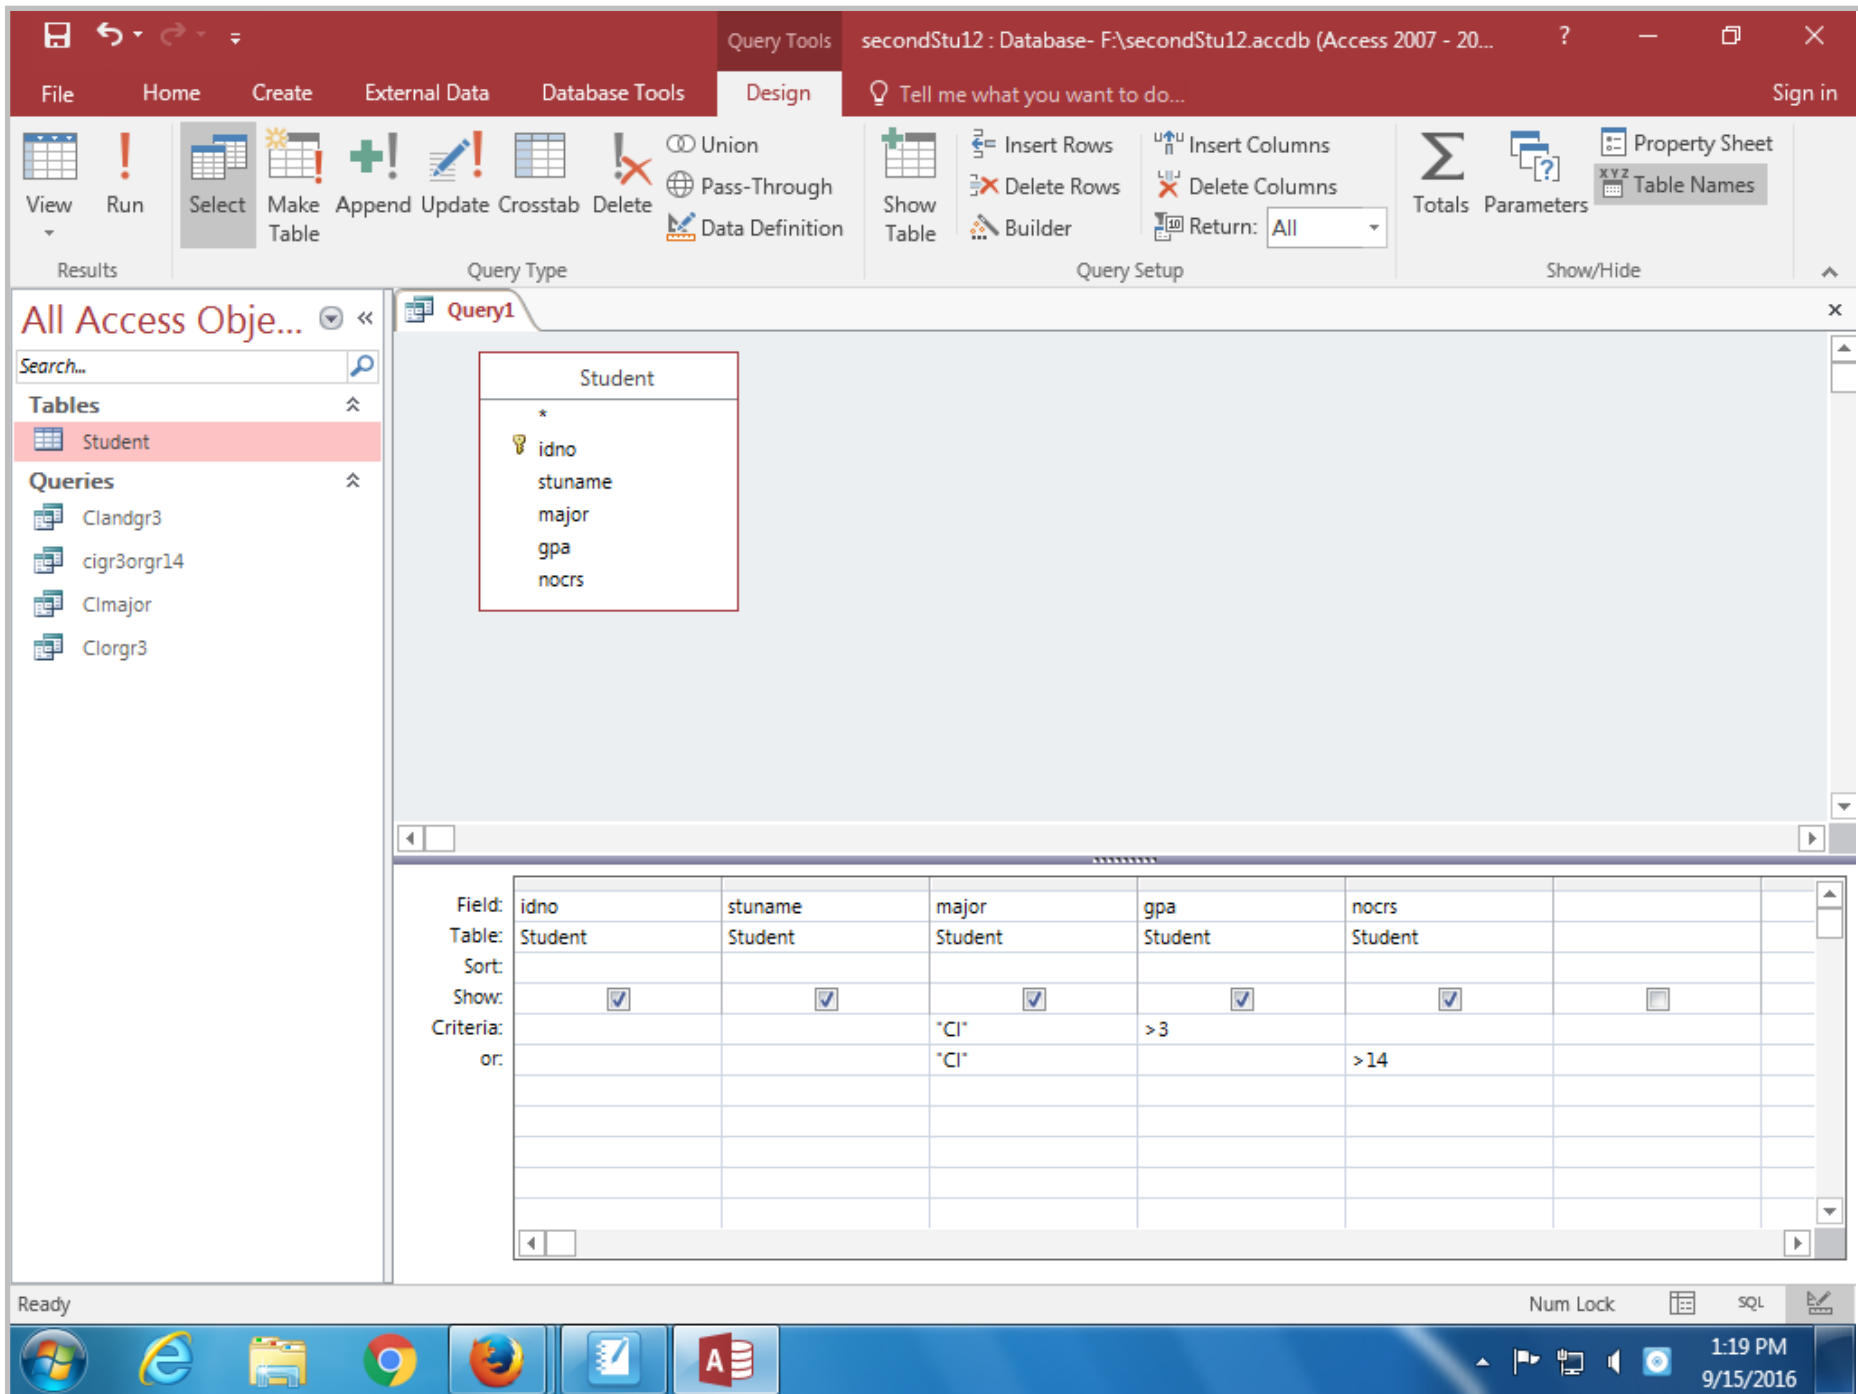 Query Tools
secondStu12 : Database- F:\secondStu12.accdb (Access 2007 - 20...
?
File
Home
Create
External Data
Database Tools
Design
Tell me what you want to do...
Sign in
View
Run
Select
Make Table
Append
Update
Crosstab
Delete
Union
Pass-Through
Data Definition
Show Table
Insert Rows
Delete Rows
Builder
Insert Columns
Delete Columns
Return: All
Totals
Parameters
Property Sheet
Table Names
Results
Query Type
Query Setup
Show/Hide
All Access Obje...
Search...
Tables
Student
Queries
CIandgr3
cigr3orgr14
CImajor
CIorgr3
Query1
Student
*
idno
stuname
major
gpa
nocrs
Field: idno stuname major gpa nocrs
Table: Student Student Student Student Student
Sort:
Show:
Criteria: "CI" >3
or: "CI" >14
Ready
Num Lock
SQL
1:19 PM
9/15/2016